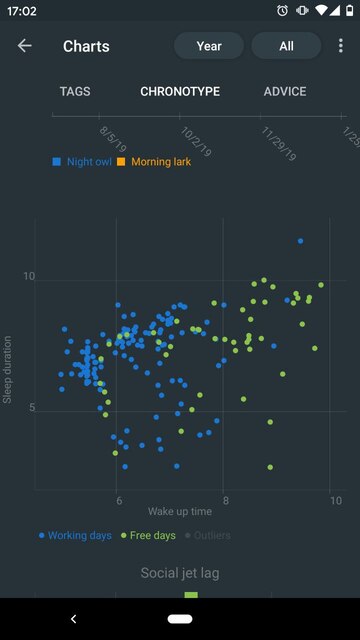 17:02
Charts
Year
All
TAGS
CHRONOTYPE
ADVICE
8/5/19
10/2/19
11/29/19
Night owl
Morning lark
10
5
Sleep duration
6
8
10
Wake up time
Working days
Free days
Outliers
Social jet lag